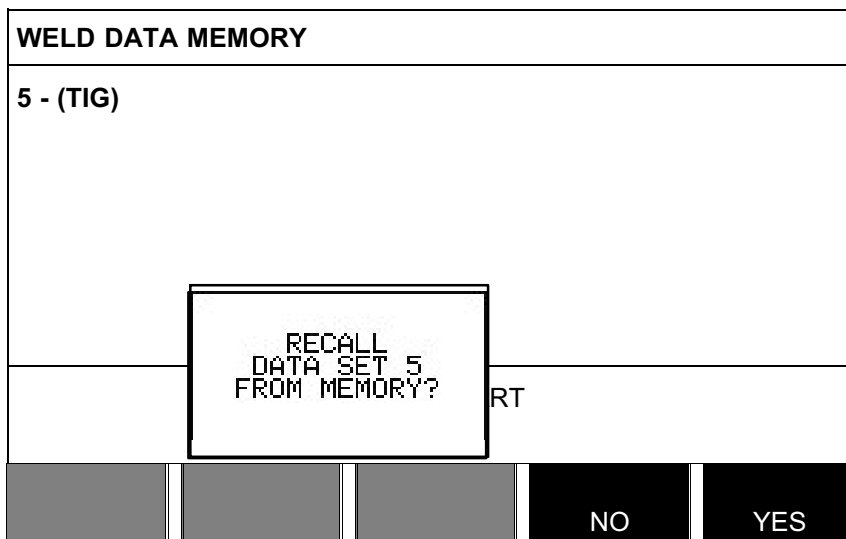 WELD DATA MEMORY
5 - (TIG)
RECALL
DATA SET 5
FROM MEMORY?
RT
NO
YES